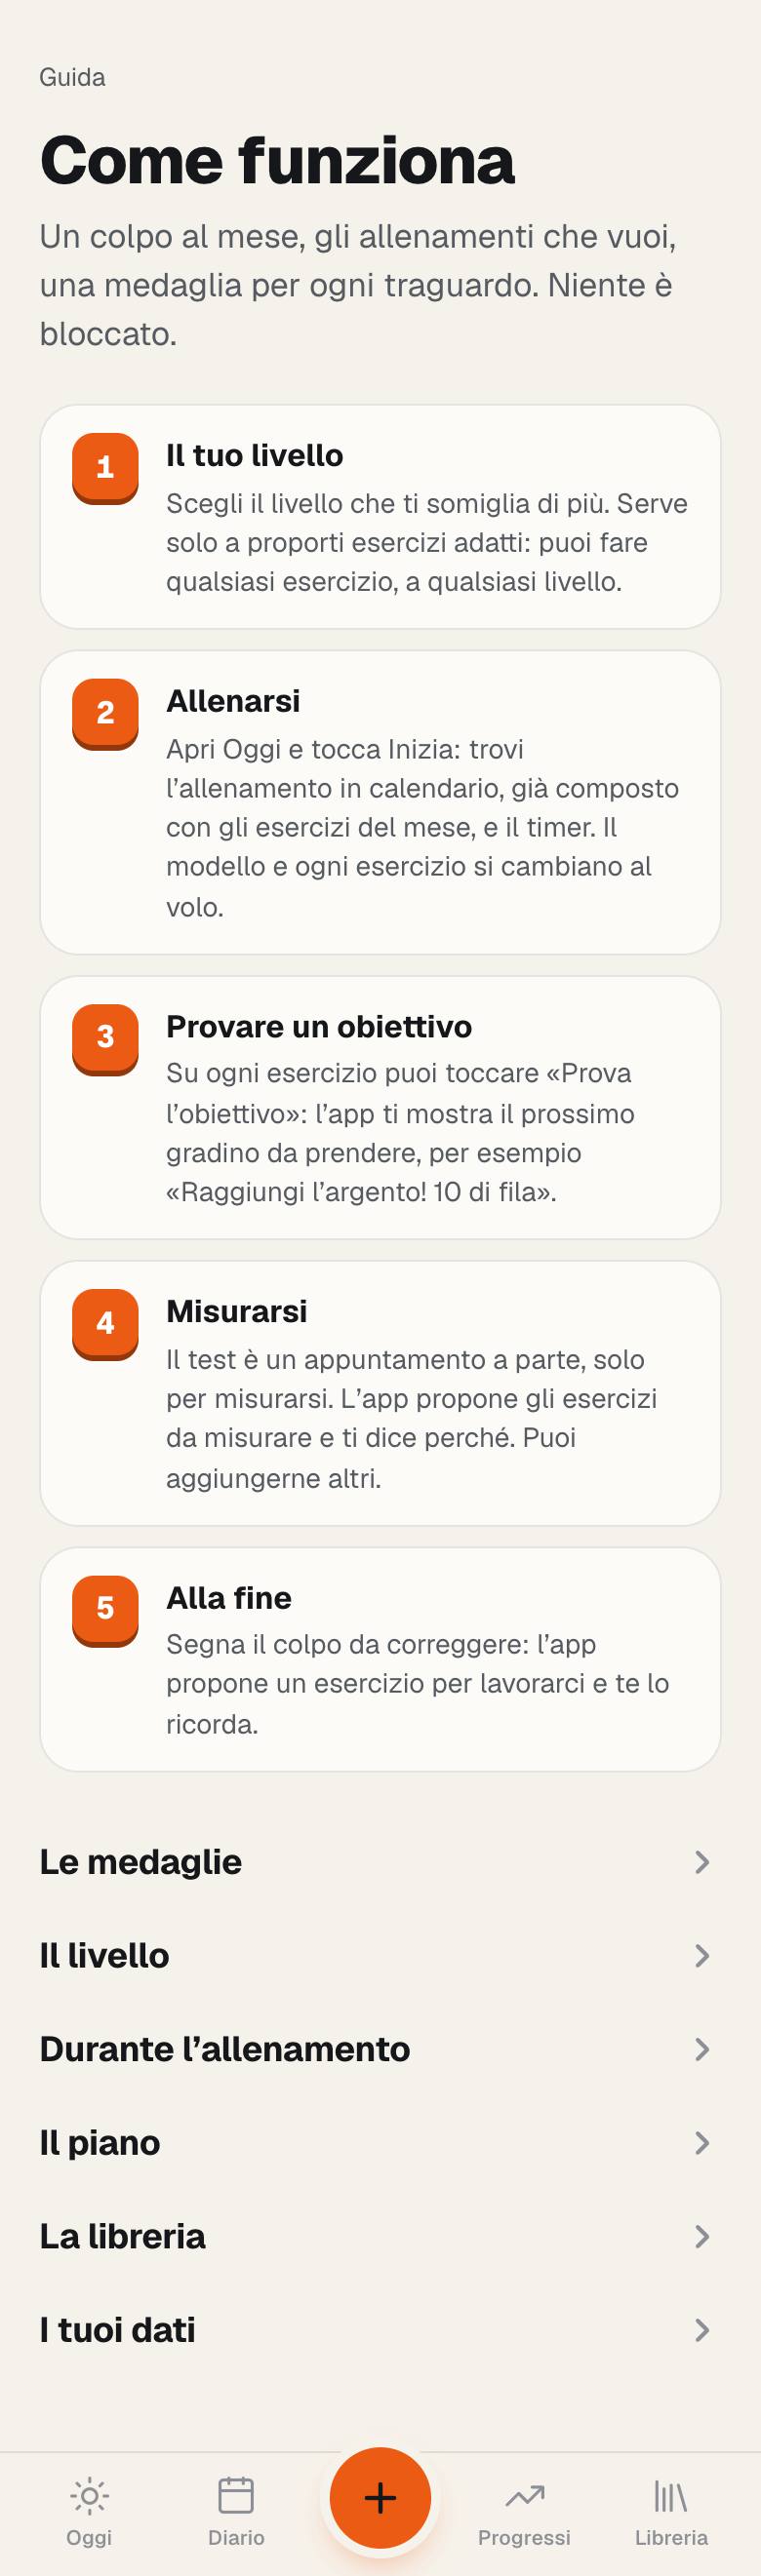 Guida
Come funziona
Un colpo al mese, gli allenamenti che vuoi,
una medaglia per ogni traguardo. Niente è
bloccato.
1
Il tuo livello
Scegli il livello che ti somiglia di più. Serve
solo a proporti esercizi adatti: puoi fare
qualsiasi esercizio, a qualsiasi livello.
2
Allenarsi
Apri Oggi e tocca Inizia: trovi
l’allenamento in calendario, già composto
con gli esercizi del mese, e il timer. Il
modello e ogni esercizio si cambiano al
volo.
3
Provare un obiettivo
Su ogni esercizio puoi toccare «Prova
l’obiettivo»: l’app ti mostra il prossimo
gradino da prendere, per esempio
«Raggiungi l’argento! 10 di fila».
4
Misurarsi
Il test è un appuntamento a parte, solo
per misurarsi. L’app propone gli esercizi
da misurare e ti dice perché. Puoi
aggiungerne altri.
5
Alla fine
Segna il colpo da correggere: l’app
propone un esercizio per lavorarci e te lo
ricorda.
Le medaglie
Il livello
Durante l’allenamento
Il piano
La libreria
I tuoi dati
Oggi
Diario
Progressi
Libreria